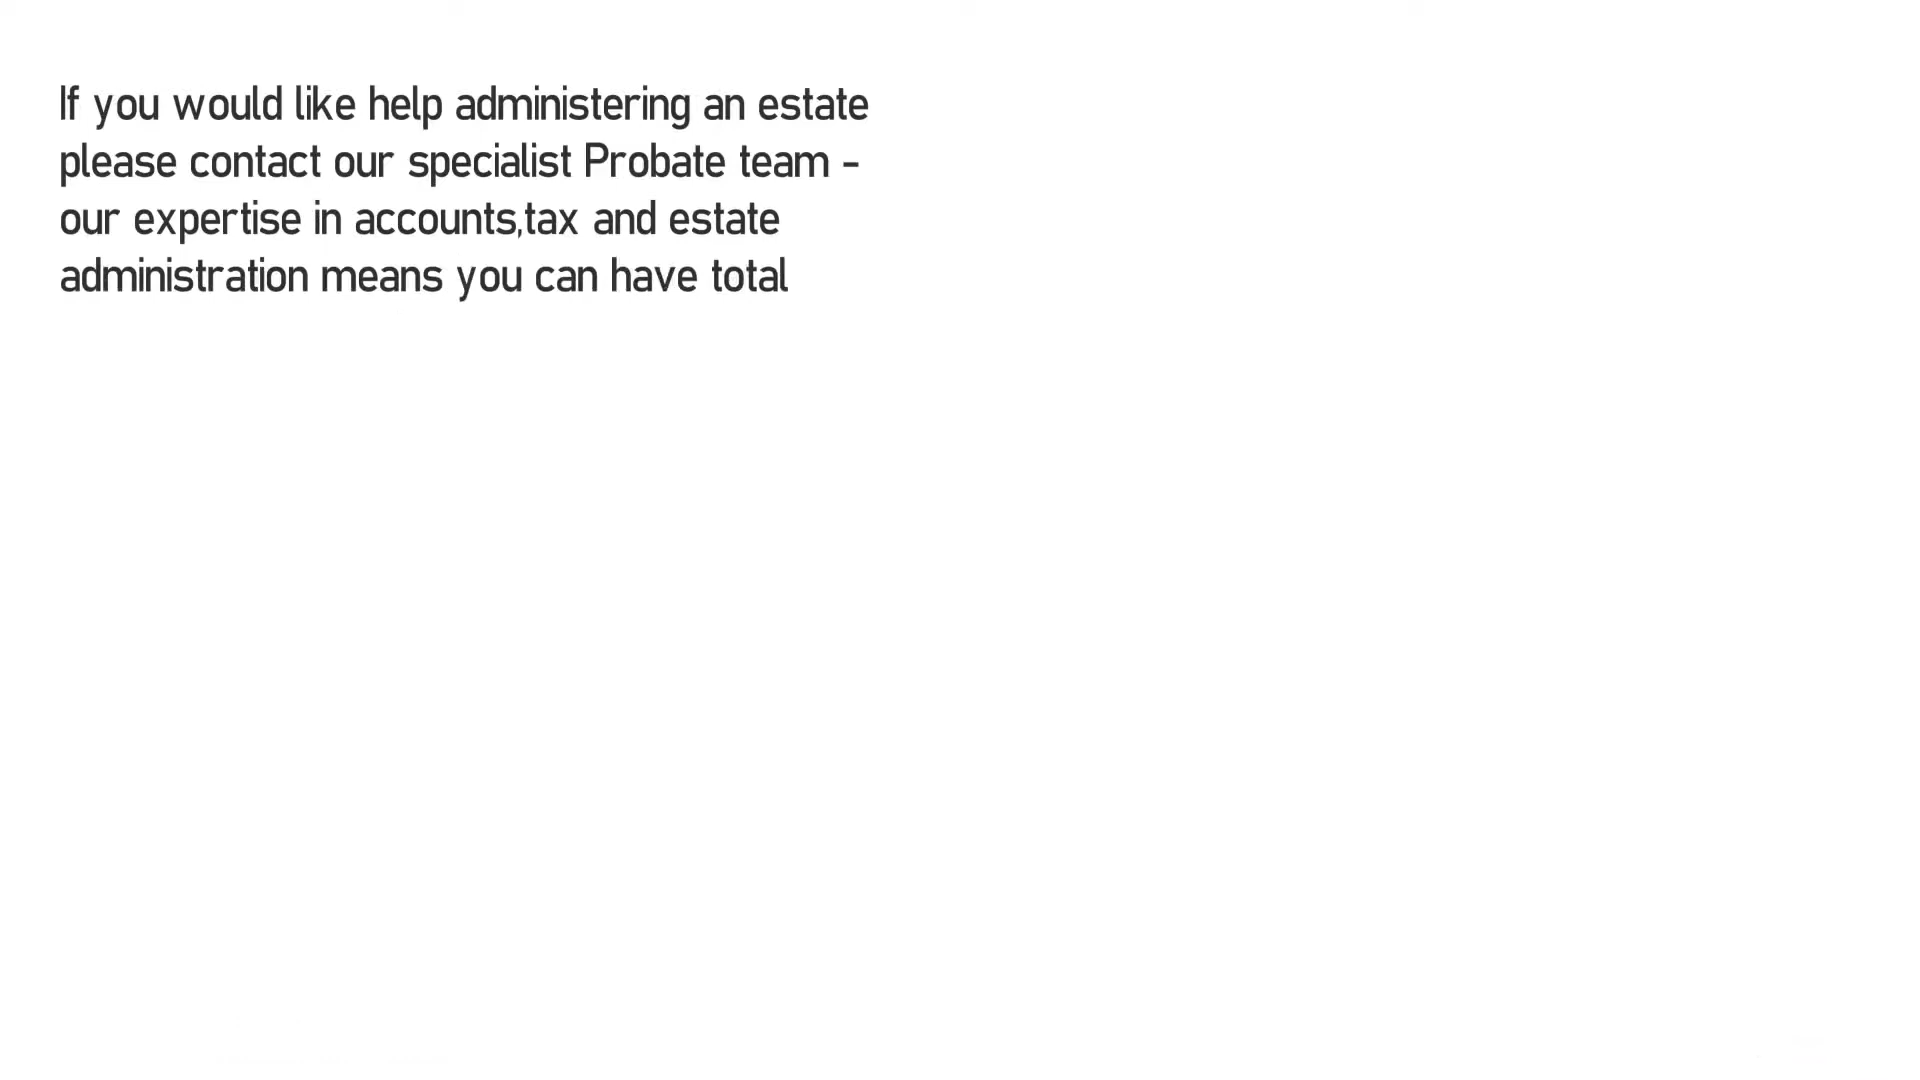 If you would like help administering an estate
please contact our specialist Probate team -
our expertise in accounts,tax and estate
administration means you can have total